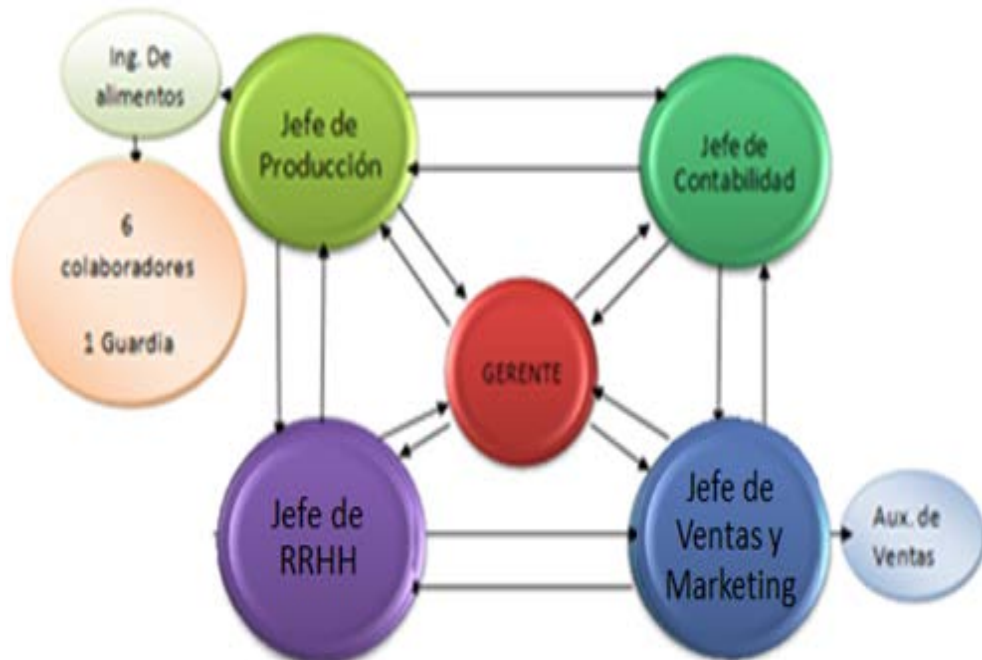 Ing. De
alimentos
6
colaboradores
1 Guardia
Jefe de
Producción
Jefe de
Contabilidad
GERENTE
Jefe de
RRHH
Jefe de
Ventas y
Marketing
Aux. de
Ventas